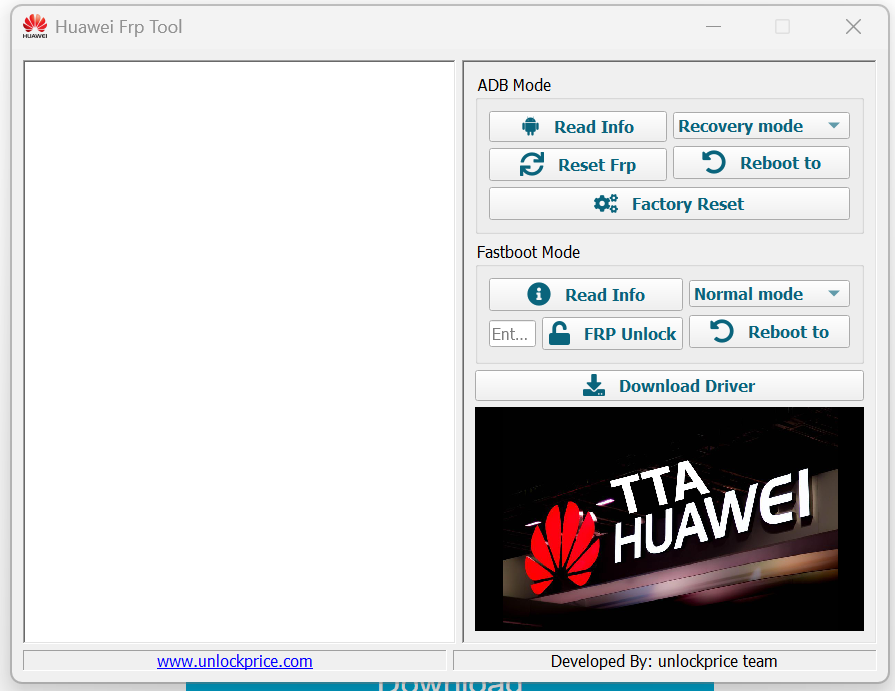 HUAWEI
Huawei Frp Tool
ADB Mode
Read Info
Recovery mode
Reset Frp
Reboot to
Factory Reset
Fastboot Mode
Read Info
Normal mode
Ent...
FRP Unlock
Reboot to
Download Driver
TTA
HUAWEI
www.unlockprice.com
Developed By: unlockprice team
Download